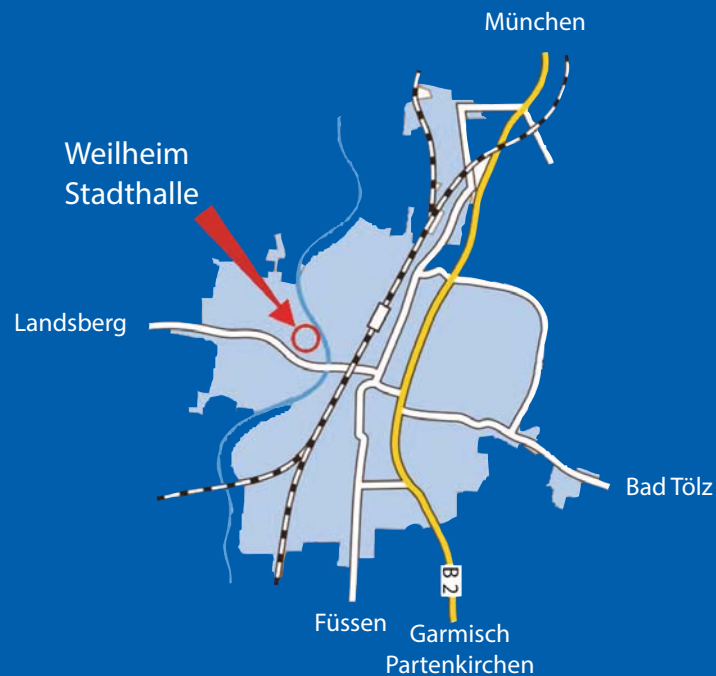 München
Weilheim
Stadthalle
Landsberg
Bad Tölz
B 2
Füssen
Garmisch
Partenkirchen